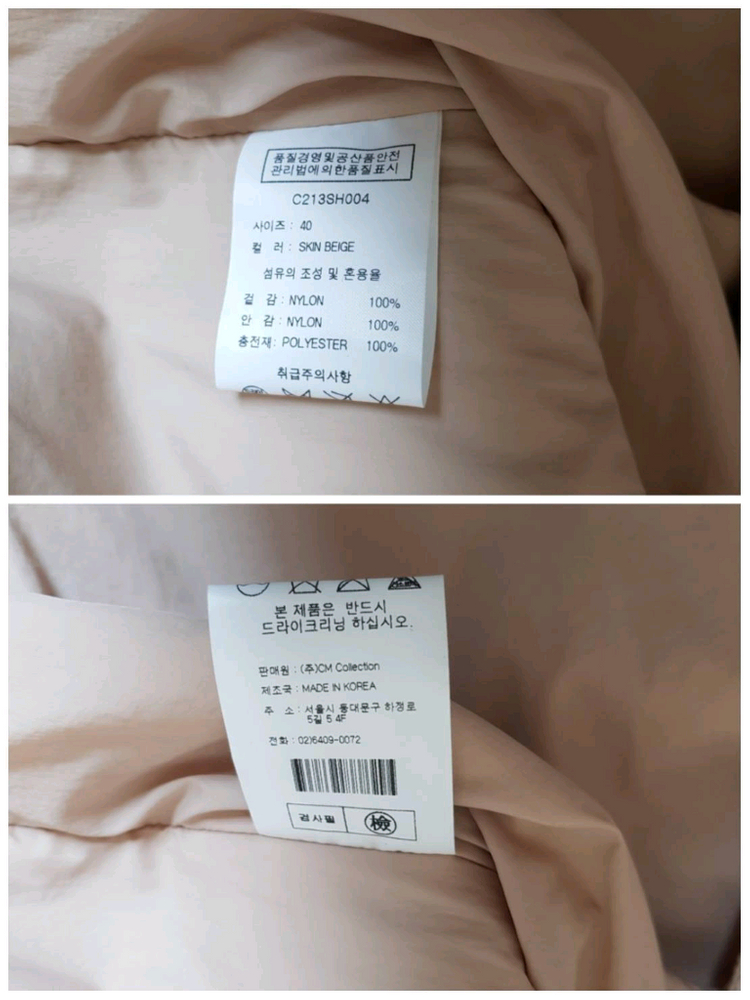 품질경영및공산품안전
관리법에의한품질표시
C213SH004
사이즈 : 40
컬 러 : SKIN BEIGE
섬유의 조성 및 혼용율
겉 감 : NYLON 100%
안 감 : NYLON 100%
충전재: POLYESTER 100%
취급주의사항
본 제품은 반드시
드라이크리닝 하십시오.
판매원 : (주)CM Collection
제조국 : MADE IN KOREA
주 소 : 서울시 동대문구 하정로
5길 5 4F
전화 : 02)6409-0072
검사필 檢